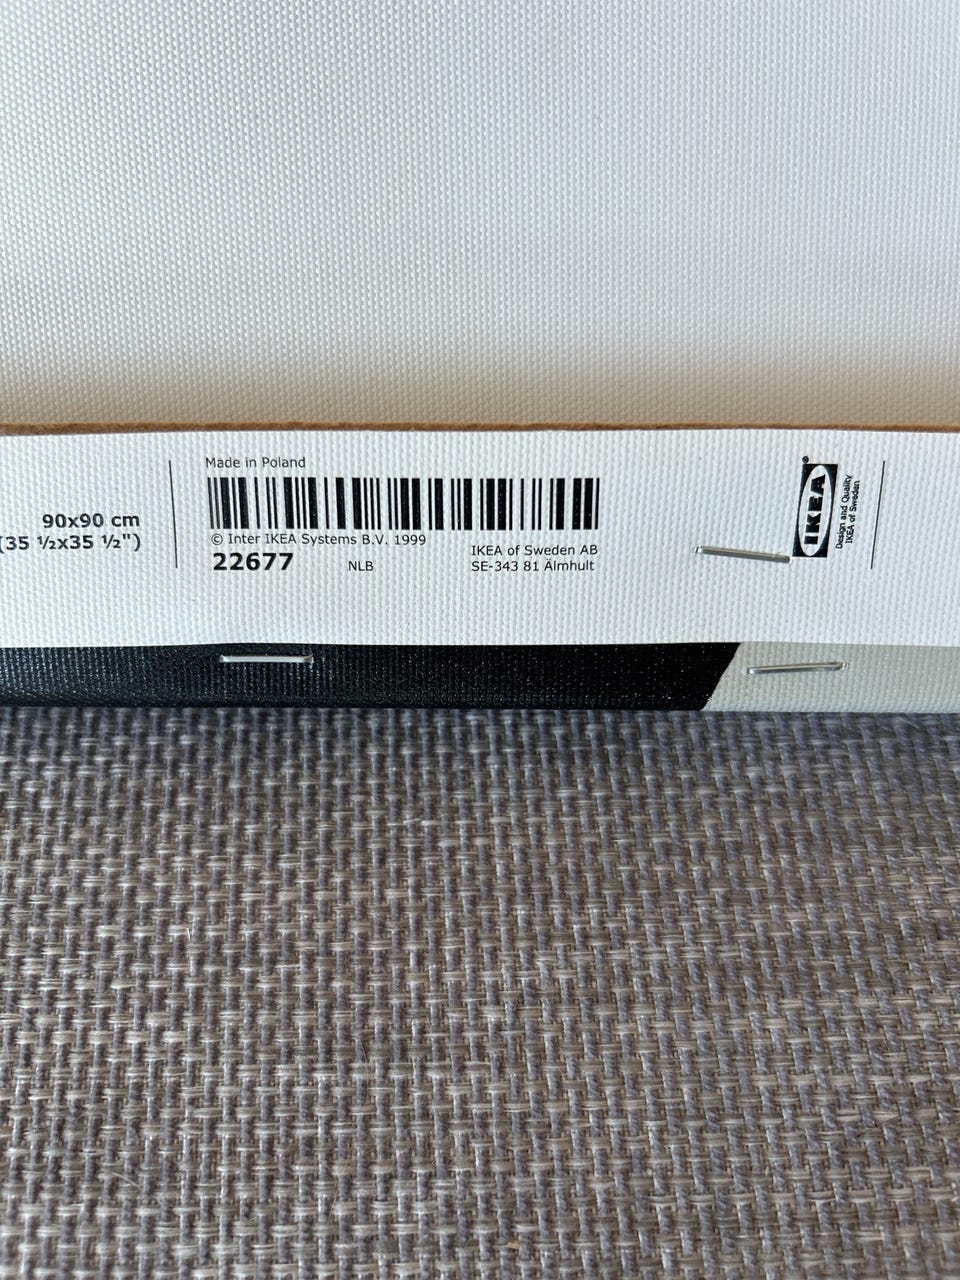 90x90 cm
(35 ½x35 ½")
Made in Poland
© Inter IKEA Systems B.V. 1999
22677
NLB
IKEA of Sweden AB
SE-343 81 Älmhult
IKEA®
Design and Quality
IKEA of Sweden